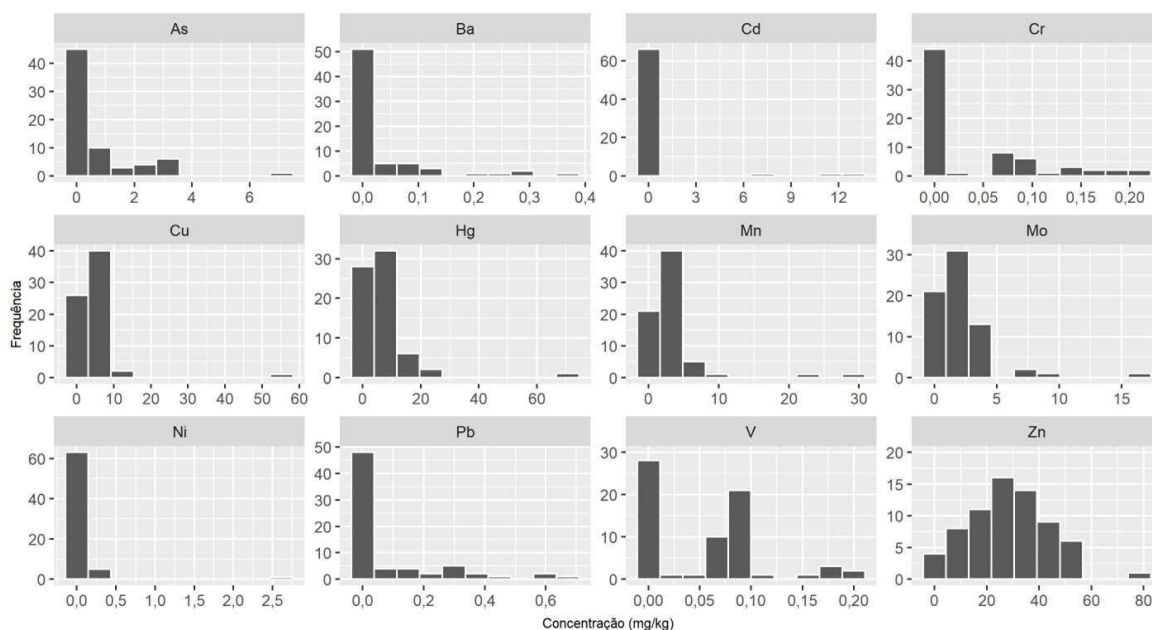 As Ba Cd Cr
40 30 20 10 0
0 2 4 6
50 40 30 20 10 0
0,0 0,1 0,2 0,3 0,4
60 40 20 0
0 3 6 9 12
40 30 20 10 0
0,00 0,05 0,10 0,15 0,20
Frequência
Cu Hg Mn Mo
40 30 20 10 0
0 10 20 30 40 50 60
30 20 10 0
0 20 40 60
40 30 20 10 0
0 10 20 30
30 20 10 0
0 5 10 15
Ni Pb V Zn
60 40 20 0
0,0 0,5 1,0 1,5 2,0 2,5
50 40 30 20 10 0
0,0 0,2 0,4 0,6
30 20 10 0
0,00 0,05 0,10 0,15 0,20
20 15 10 5 0
0 20 40 60 80
Concentração (mg/kg)